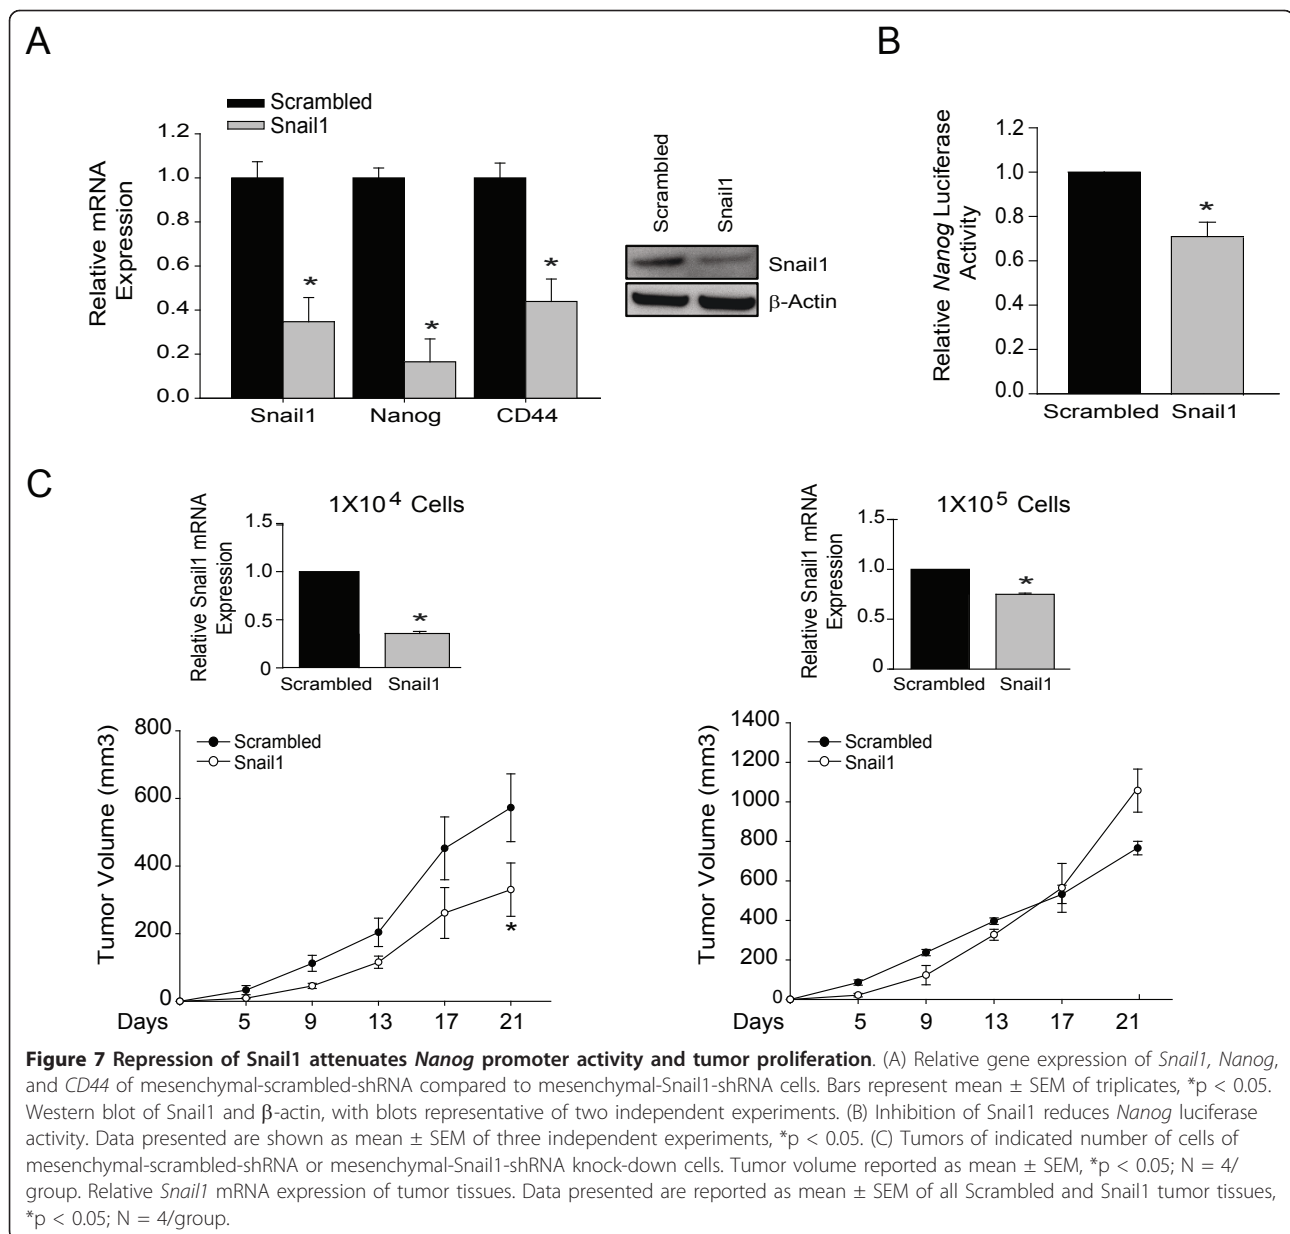 A
Scrambled
Snail1
Relative mRNA
Expression
1.2
1.0
0.8
0.6
0.4
0.2
0.0
*
*
*
Snail1 Nanog CD44
Scrambled
Snail1
Snail1
β-Actin
B
Relative Nanog Luciferase
Activity
1.2
1.0
0.8
0.6
0.4
0.2
0.0
*
Scrambled Snail1
C
1X10⁴ Cells
Relative Snail1 mRNA
Expression
1.5
1.0
0.5
0
*
Scrambled Snail1
1X10⁵ Cells
Relative Snail1 mRNA
Expression
1.5
1.0
0.5
0
*
Scrambled Snail1
Tumor Volume (mm3)
800
600
400
200
0
Scrambled
Snail1
*
Days 5 9 13 17 21
Tumor Volume (mm3)
1400
1200
1000
800
600
400
200
0
Scrambled
Snail1
Days 5 9 13 17 21
Figure 7 Repression of Snail1 attenuates Nanog promoter activity and tumor proliferation. (A) Relative gene expression of Snail1, Nanog,
and CD44 of mesenchymal-scrambled-shRNA compared to mesenchymal-Snail1-shRNA cells. Bars represent mean ± SEM of triplicates, *p < 0.05.
Western blot of Snail1 and β-actin, with blots representative of two independent experiments. (B) Inhibition of Snail1 reduces Nanog luciferase
activity. Data presented are shown as mean ± SEM of three independent experiments, *p < 0.05. (C) Tumors of indicated number of cells of
mesenchymal-scrambled-shRNA or mesenchymal-Snail1-shRNA knock-down cells. Tumor volume reported as mean ± SEM, *p < 0.05; N = 4/
group. Relative Snail1 mRNA expression of tumor tissues. Data presented are reported as mean ± SEM of all Scrambled and Snail1 tumor tissues,
*p < 0.05; N = 4/group.